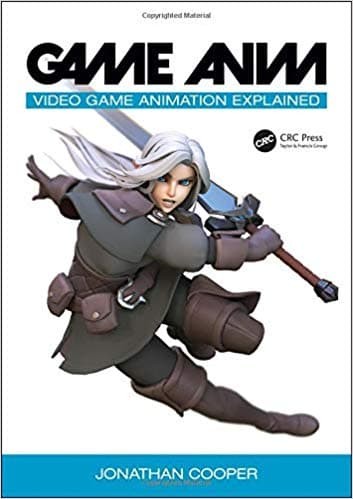 Copyrighted Material
GAME ANIM
VIDEO GAME ANIMATION EXPLAINED
CRC
CRC Press
Taylor & Francis Group
JONATHAN COOPER
Copyrighted Material